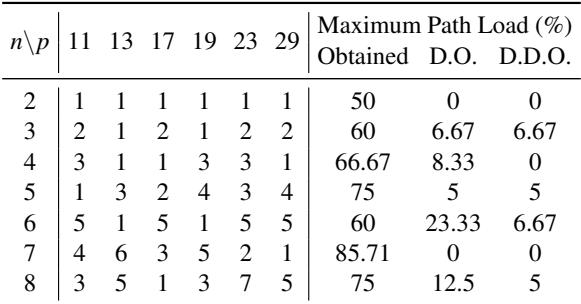 n\p 11 13 17 19 23 29 Maximum Path Load (%)
Obtained D.O. D.D.O.
2 1 1 1 1 1 1 50 0 0
3 2 1 2 1 2 2 60 6.67 6.67
4 3 1 1 3 3 1 66.67 8.33 0
5 1 3 2 4 3 4 75 5 5
6 5 1 5 1 5 5 60 23.33 6.67
7 4 6 3 5 2 1 85.71 0 0
8 3 5 1 3 7 5 75 12.5 5